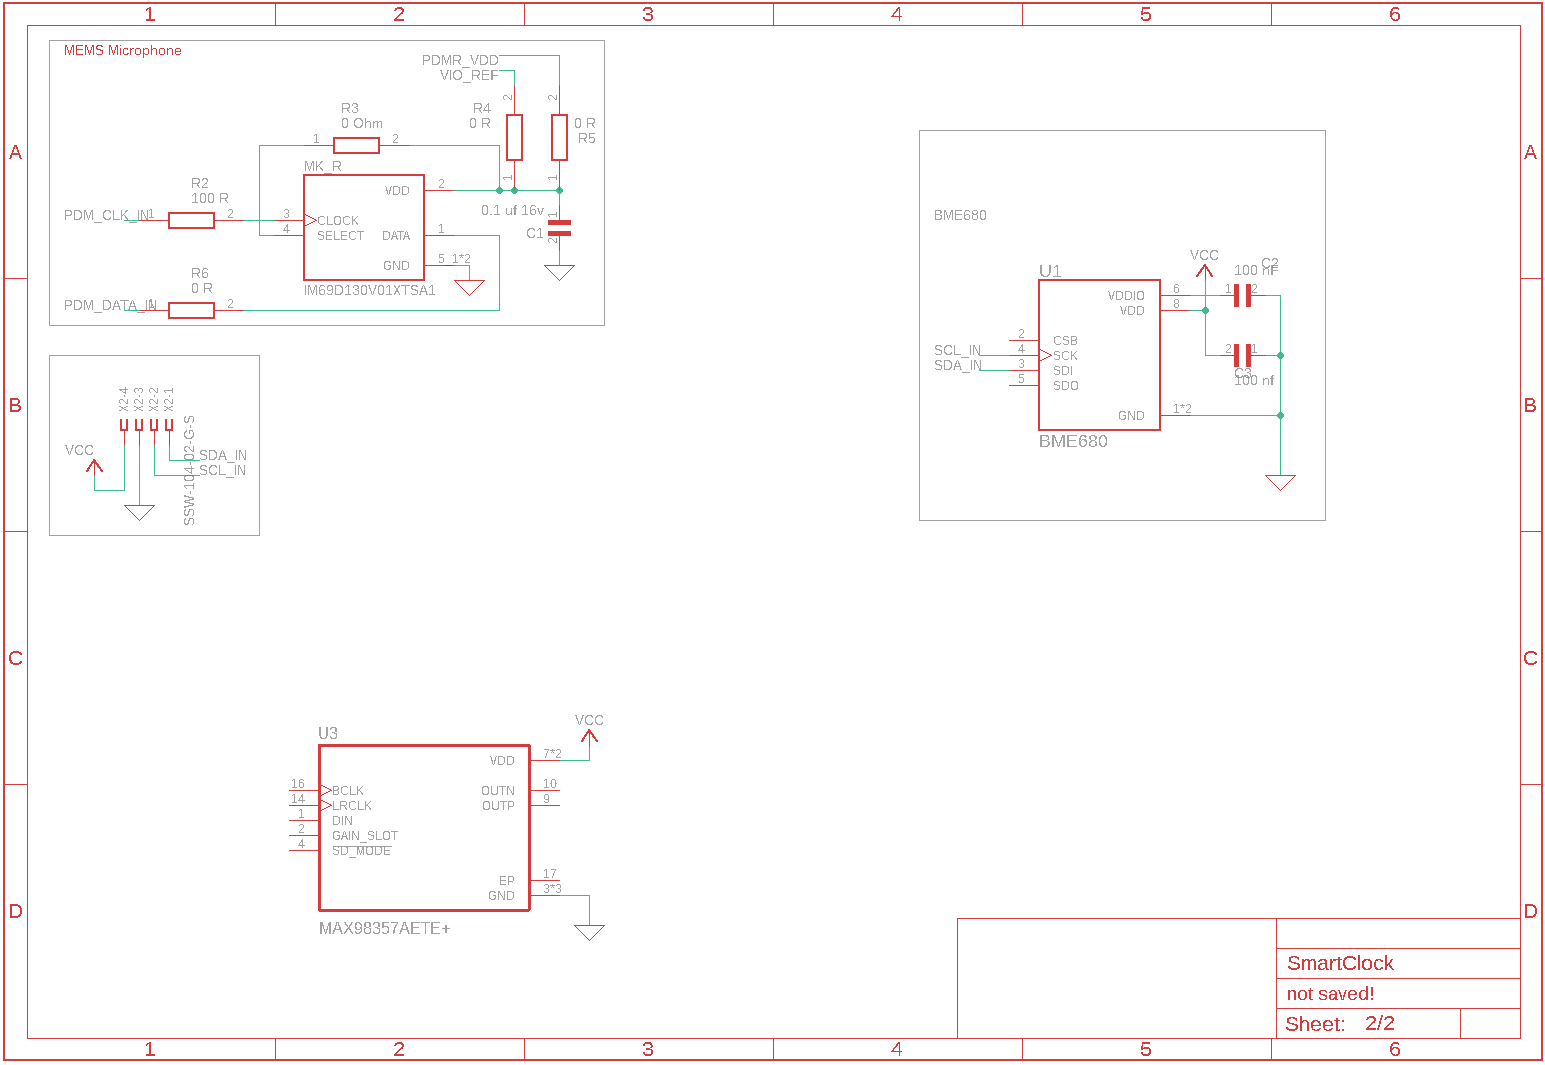 1 2 3 4 5 6
MEMS Microphone
PDMR_VDD
VIO_REF
R3
0 Ohm
1 2
R4
0 R
2
1
2
0 R
R5
1
MK_R
VDD 2
R2
100 R
PDM_CLK_IN 1 2 3 CLOCK
4 SELECT
DATA 1
GND 5 1*2
0.1 uf 16v
1
C1
2
IM69D130V01XTSA1
R6
0 R
PDM_DATA_IN 1 2
A A
BME680
VCC
C2
100 nF
U1
VDDIO 6 1 2
VDD 8
2 CSB
SCL_IN 4 SCK 2 1
SDA_IN 3 SDI
C3
100 nf
5 SDO
GND 1*2
BME680
X2-4
X2-3
X2-2
X2-1
B B
VCC
SDA_IN
SCL_IN
SSW-104-02-G-S
C C
U3
VCC
VDD 7*2
16 BCLK OUTN 10
14 LRCLK OUTP 9
1 DIN
2 GAIN_SLOT
4 SD_MODE
EP 17
GND 3*3
MAX98357AETE+
D D
SmartClock
not saved!
Sheet: 2/2
1 2 3 4 5 6